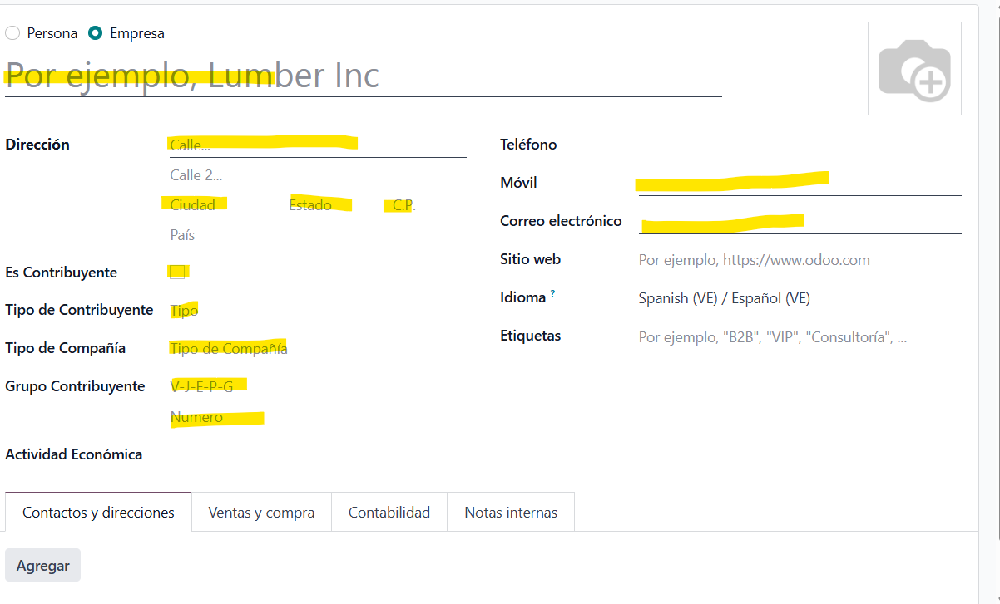 Persona Empresa
Por ejemplo, Lumber Inc
Dirección
Calle...
Calle 2...
Ciudad Estado C.P.
País
Es Contribuyente
Tipo de Contribuyente Tipo
Tipo de Compañía Tipo de Compañía
Grupo Contribuyente V-J-E-P-G
Numero
Actividad Económica
Teléfono
Móvil
Correo electrónico
Sitio web Por ejemplo, https://www.odoo.com
Idioma ? Spanish (VE) / Español (VE)
Etiquetas Por ejemplo, "B2B", "VIP", "Consultoría", ...
Contactos y direcciones Ventas y compra Contabilidad Notas internas
Agregar